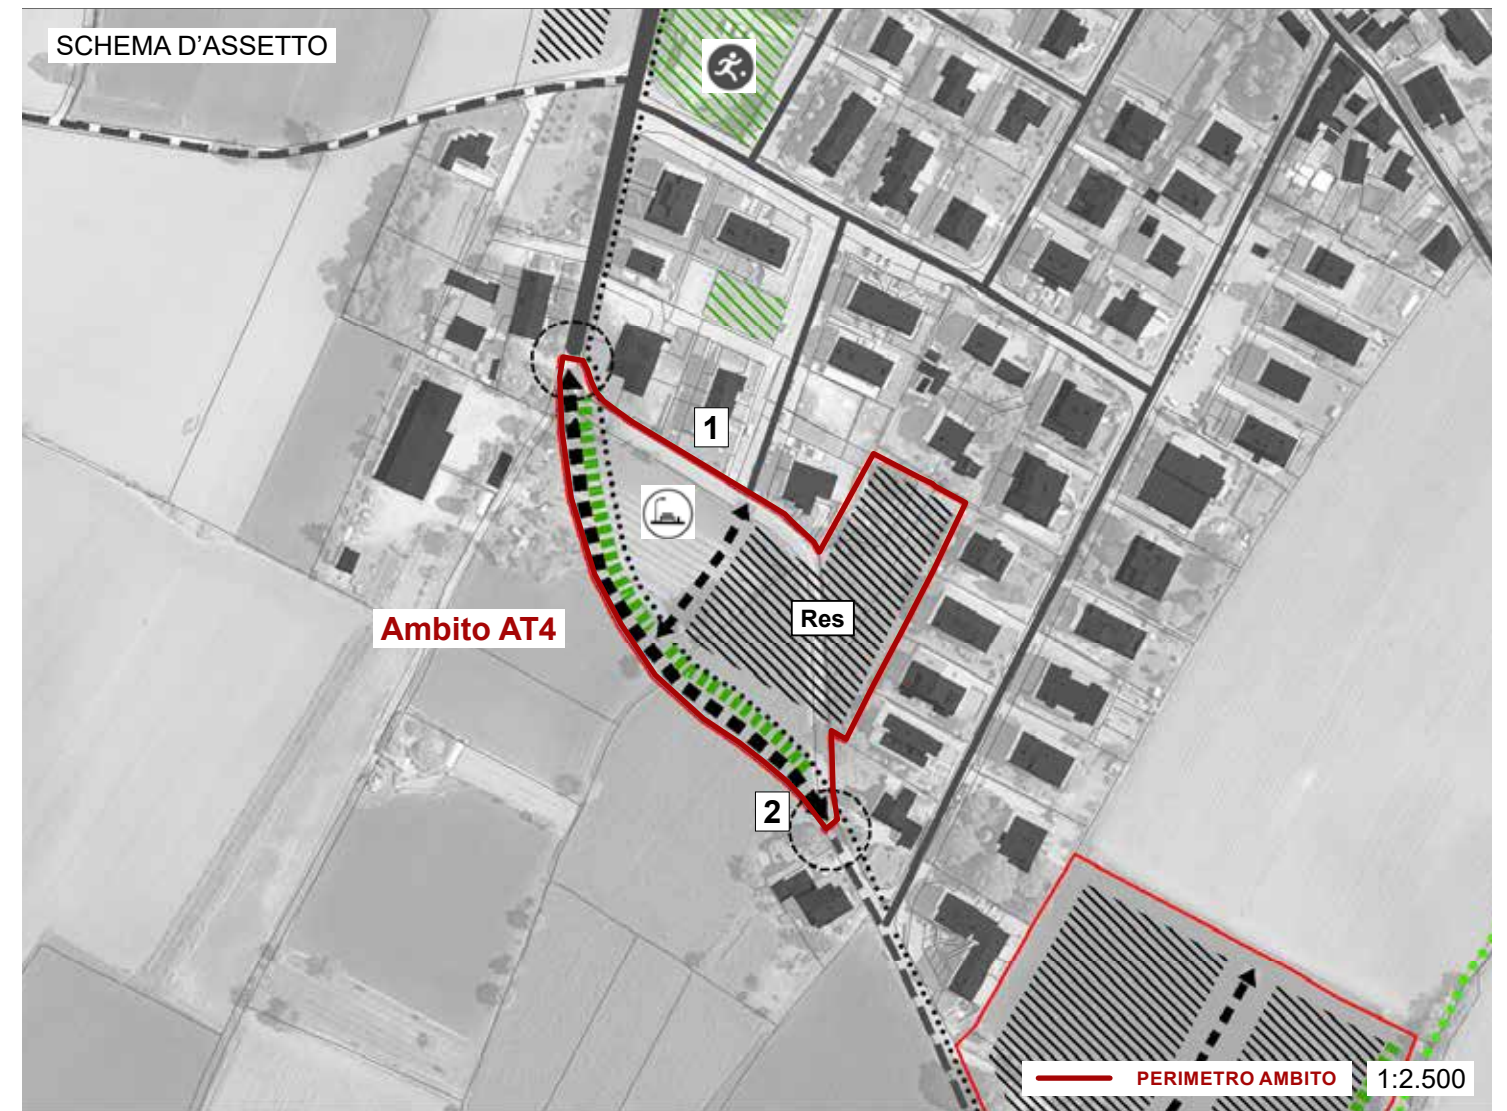 SCHEMA D'ASSETTO
1
Ambito AT4
Res
2
PERIMETRO AMBITO
1:2.500